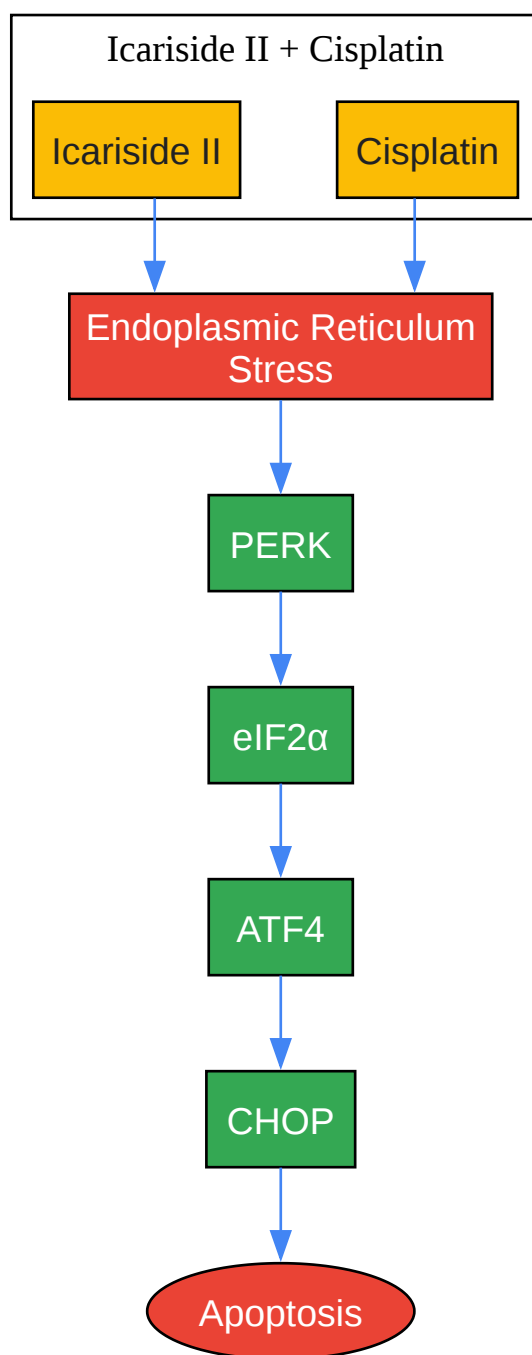 Icariside II + Cisplatin
Icariside II
Cisplatin
Endoplasmic Reticulum
Stress
PERK
eIF2α
ATF4
CHOP
Apoptosis